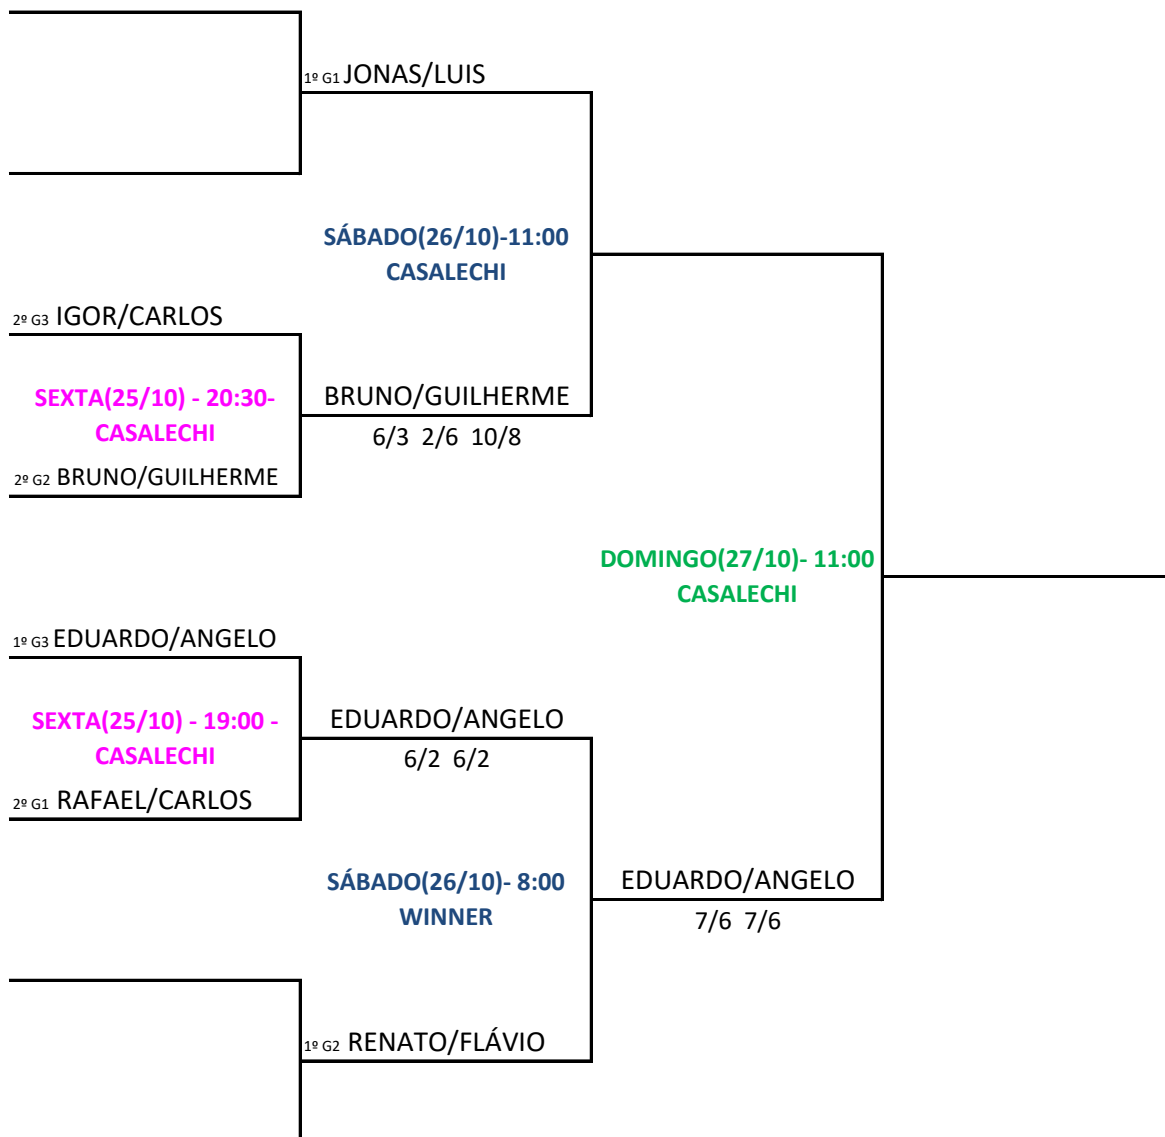 1º G1 JONAS/LUIS
SÁBADO(26/10)-11:00
CASALECHI
2º G3 IGOR/CARLOS
SEXTA(25/10) - 20:30-
CASALECHI
BRUNO/GUILHERME
6/3 2/6 10/8
2º G2 BRUNO/GUILHERME
DOMINGO(27/10)- 11:00
CASALECHI
1º G3 EDUARDO/ANGELO
SEXTA(25/10) - 19:00 -
CASALECHI
EDUARDO/ANGELO
6/2 6/2
2º G1 RAFAEL/CARLOS
SÁBADO(26/10)- 8:00
WINNER
EDUARDO/ANGELO
7/6 7/6
1º G2 RENATO/FLÁVIO